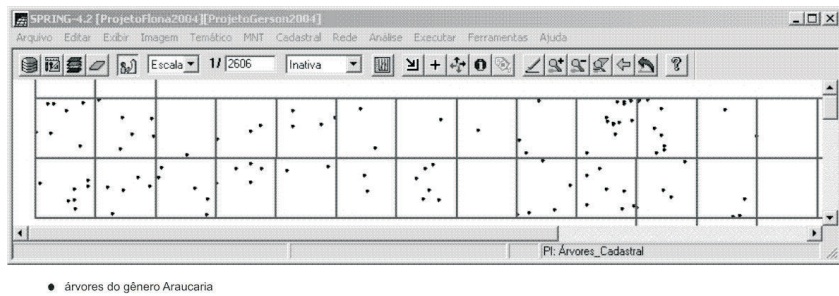 SPRING-4.2 [ProjetoFlona2004][ProjetoGerson2004]
Arquivo Editar Exibir Imagem Temático MNT Cadastral Rede Análise Executar Ferramentas Ajuda
Escala 1/ 2606 Inativa
PI: Árvores_Cadastral
árvores do gênero Araucaria